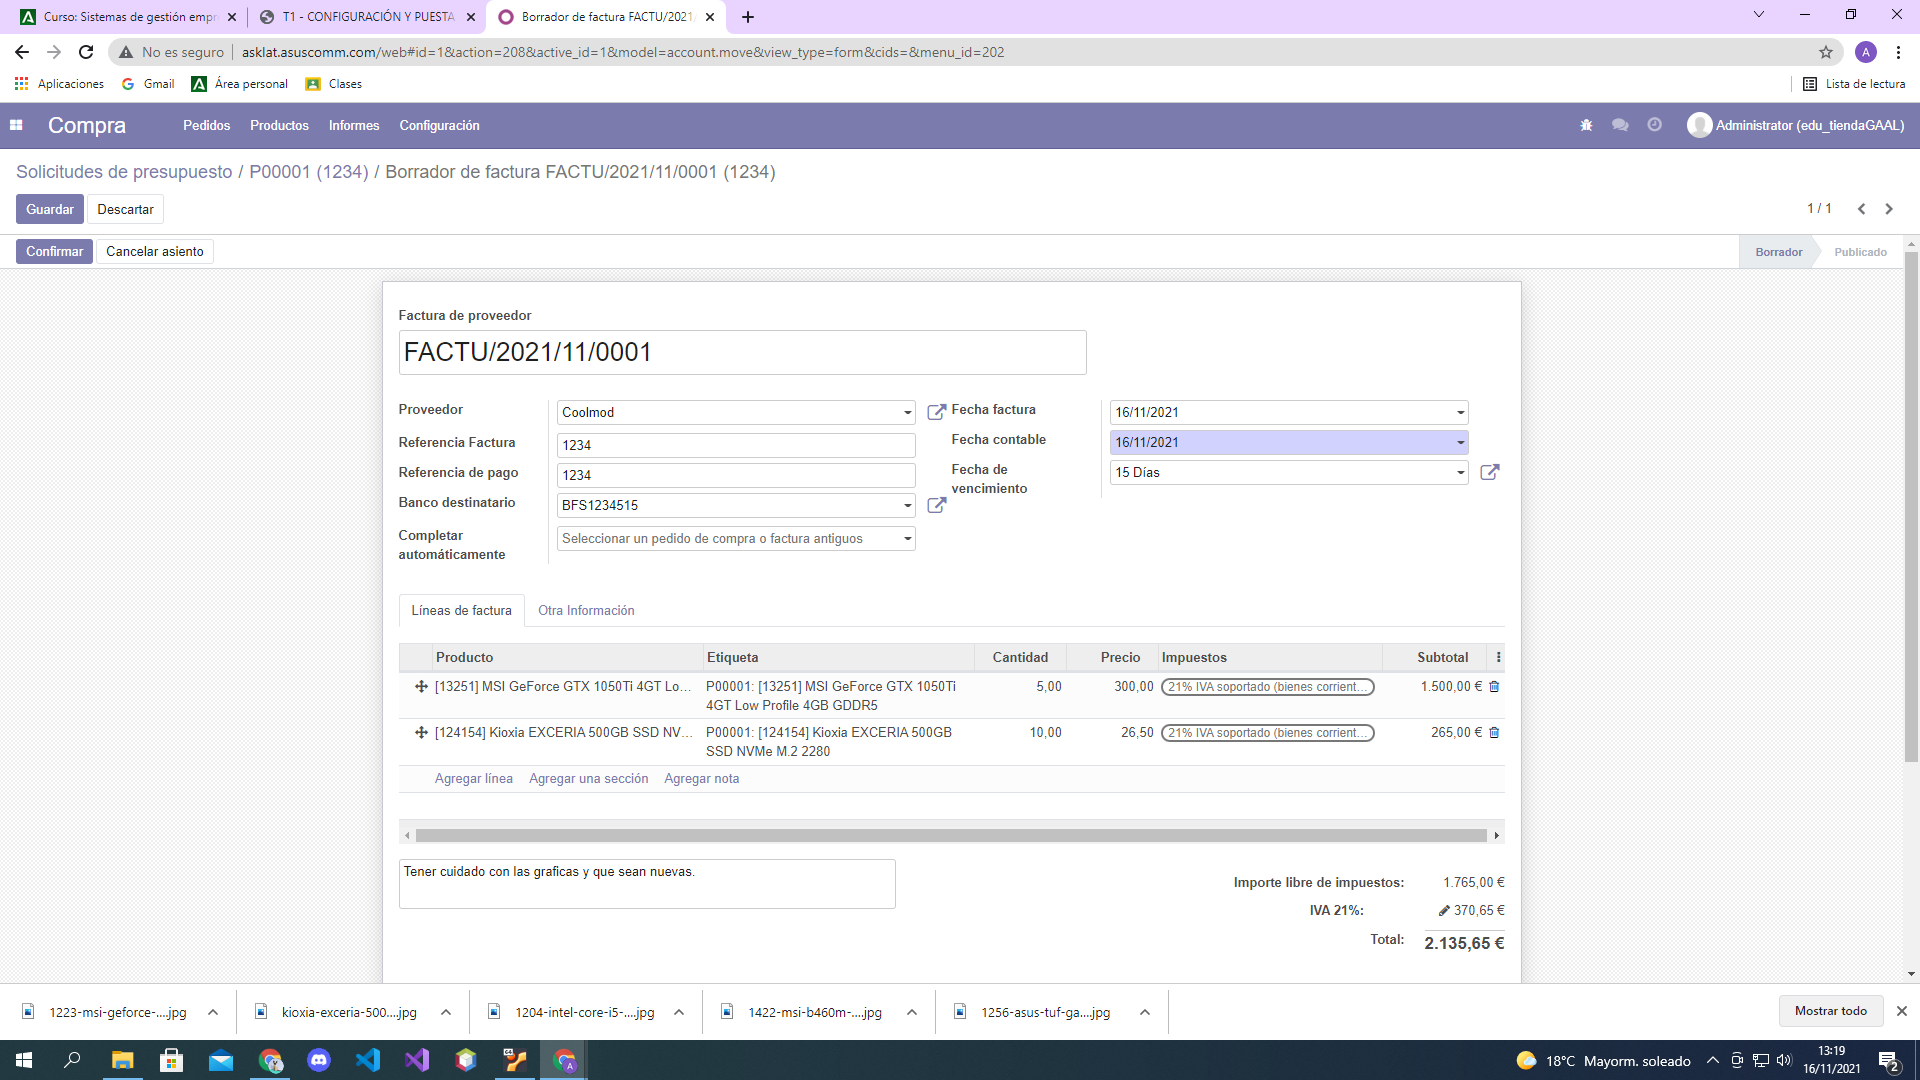 Curso: Sistemas de gestión empr
T1 - CONFIGURACIÓN Y PUESTA
Borrador de factura FACTU/2021/
No es seguro
asklat.asuscomm.com/web#id=1&action=208&active_id=1&model=account.move&view_type=form&cids=&menu_id=202
A
Aplicaciones
Gmail
Área personal
Clases
Lista de lectura
Compra
Pedidos
Productos
Informes
Configuración
Administrator (edu_tiendaGAAL)
Solicitudes de presupuesto / P00001 (1234) / Borrador de factura FACTU/2021/11/0001 (1234)
Guardar
Descartar
1 / 1
Confirmar
Cancelar asiento
Borrador
Publicado
Factura de proveedor
FACTU/2021/11/0001
Proveedor
Coolmod
Referencia Factura
1234
Referencia de pago
1234
Banco destinatario
BFS1234515
Completar
automáticamente
Seleccionar un pedido de compra o factura antiguos
Fecha factura
16/11/2021
Fecha contable
16/11/2021
Fecha de
vencimiento
15 Días
Líneas de factura
Otra Información
Producto Etiqueta Cantidad Precio Impuestos Subtotal
[13251] MSI GeForce GTX 1050Ti 4GT Lo... P00001: [13251] MSI GeForce GTX 1050Ti 5,00 300,00 21% IVA soportado (bienes corrient... 1.500,00 €
4GT Low Profile 4GB GDDR5
[124154] Kioxia EXCERIA 500GB SSD NV... P00001: [124154] Kioxia EXCERIA 500GB 10,00 26,50 21% IVA soportado (bienes corrient... 265,00 €
SSD NVMe M.2 2280
Agregar línea Agregar una sección Agregar nota
Tener cuidado con las graficas y que sean nuevas.
Importe libre de impuestos: 1.765,00 €
IVA 21%: 370,65 €
Total: 2.135,65 €
1223-msi-geforce-....jpg
kioxia-exceria-500....jpg
1204-intel-core-i5-....jpg
1422-msi-b460m-....jpg
1256-asus-tuf-ga....jpg
Mostrar todo
18°C Mayorm. soleado
13:19
16/11/2021
2